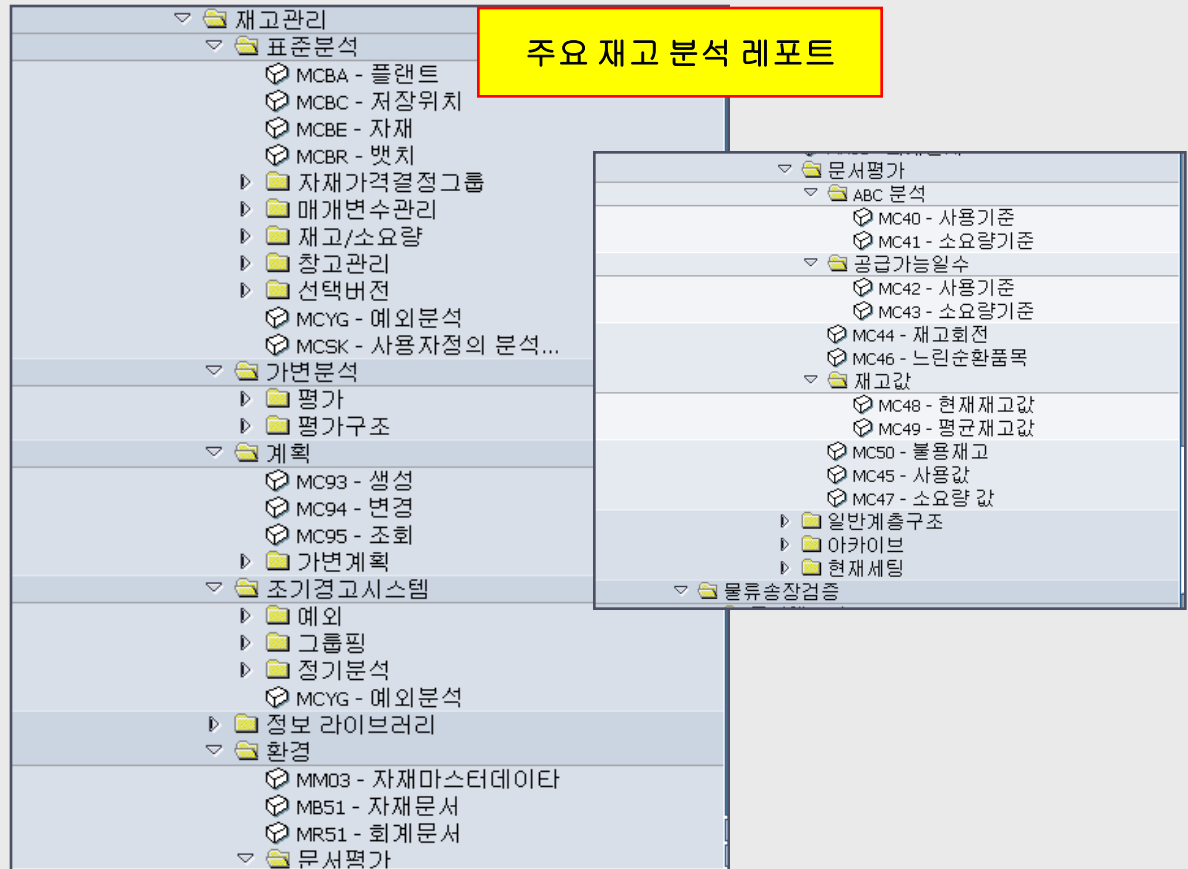 주요 재고 분석 레포트
재고관리
표준분석
MCBA - 플랜트
MCBC - 저장위치
MCBE - 자재
MCBR - 뱃치
자재가격결정그룹
매개변수관리
재고/소요량
창고관리
선택버전
MCYG - 예외분석
MCSK - 사용자정의 분석...
가변분석
평가
평가구조
계획
MC93 - 생성
MC94 - 변경
MC95 - 조회
가변계획
조기경고시스템
예외
그룹핑
정기분석
MCYG - 예외분석
정보 라이브러리
환경
MM03 - 자재마스터데이타
MB51 - 자재문서
MR51 - 회계문서
문서평가
문서평가
ABC 분석
MC40 - 사용기준
MC41 - 소요량기준
공급가능일수
MC42 - 사용기준
MC43 - 소요량기준
MC44 - 재고회전
MC46 - 느린순환품목
재고값
MC48 - 현재재고값
MC49 - 평균재고값
MC50 - 불용재고
MC45 - 사용값
MC47 - 소요량 값
일반계층구조
아카이브
현재세팅
물류송장검증